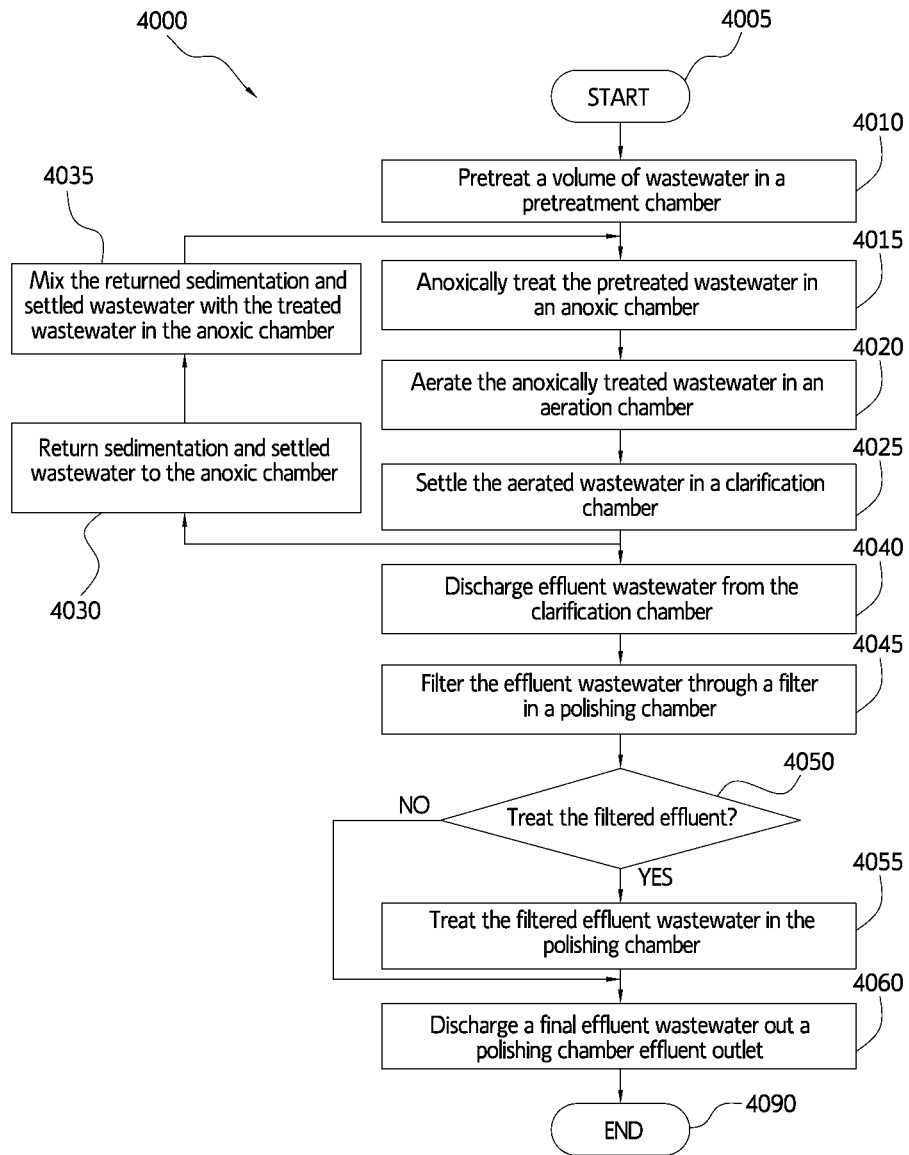 4000
4005
START
4010
Pretreat a volume of wastewater in a
pretreatment chamber
4035
4015
Mix the returned sedimentation and
settled wastewater with the treated
wastewater in the anoxic chamber
Anoxically treat the pretreated wastewater in
an anoxic chamber
4020
Aerate the anoxically treated wastewater in an
aeration chamber
Return sedimentation and settled
wastewater to the anoxic chamber
4025
Settle the aerated wastewater in a clarification
chamber
4030
4040
Discharge effluent wastewater from the
clarification chamber
4045
Filter the effluent wastewater through a filter
in a polishing chamber
4050
NO
Treat the filtered effluent?
YES
4055
Treat the filtered effluent wastewater in the
polishing chamber
4060
Discharge a final effluent wastewater out a
polishing chamber effluent outlet
END
4090